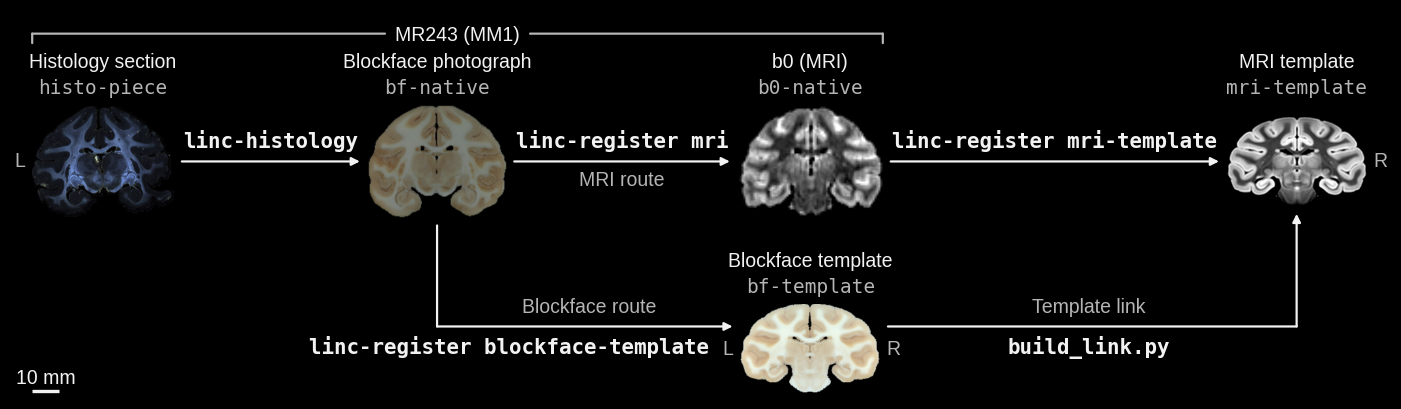 MR243 (MM1)
Histology section
histo-piece
Blockface photograph
bf-native
b0 (MRI)
b0-native
MRI template
mri-template
L
linc-histology
linc-register mri
MRI route
linc-register mri-template
R
Blockface template
bf-template
Blockface route
linc-register blockface-template
L
R
Template link
build_link.py
10 mm